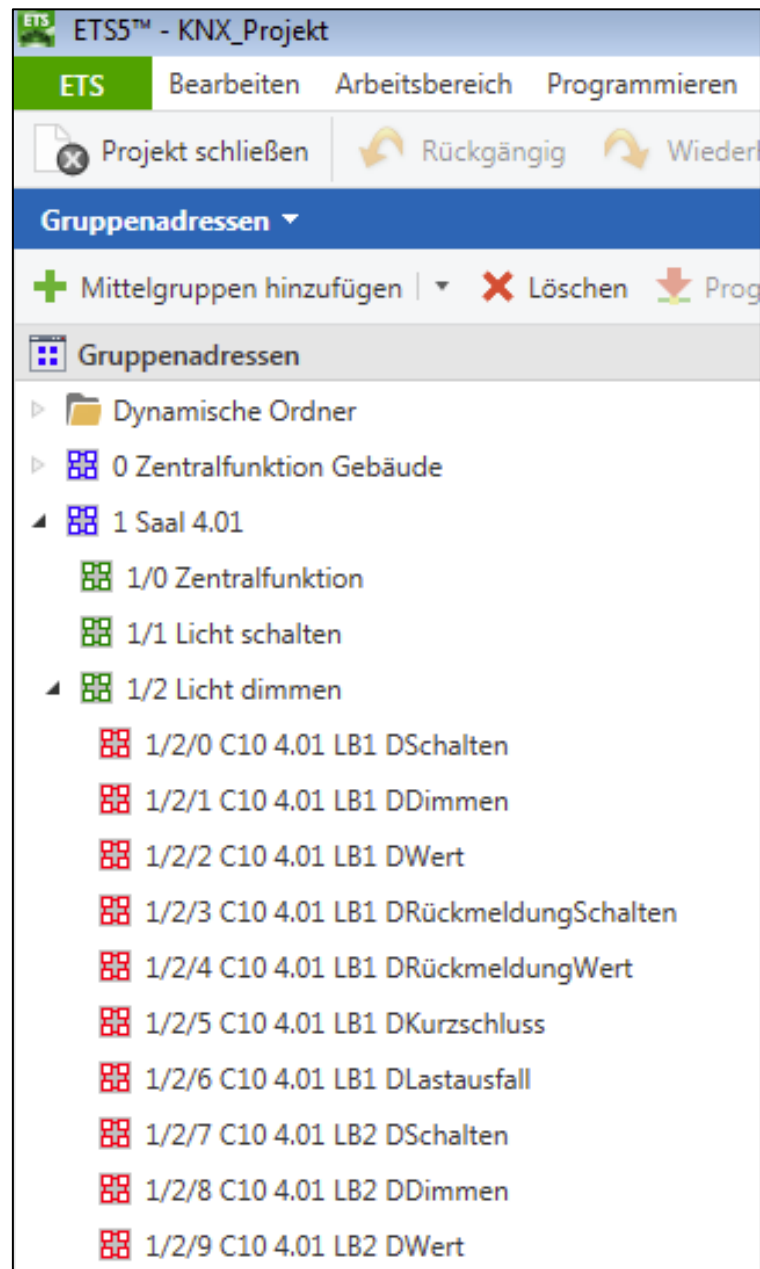 ETS ETS5™ - KNX_Projekt
ETS Bearbeiten Arbeitsbereich Programmieren
Projekt schließen Rückgängig
Gruppenadressen
Mittelgruppen hinzufügen Löschen
Gruppenadressen
Dynamische Ordner
0 Zentralfunktion Gebäude
1 Saal 4.01
1/0 Zentralfunktion
1/1 Licht schalten
1/2 Licht dimmen
1/2/0 C10 4.01 LB1 DSchalten
1/2/1 C10 4.01 LB1 DDimmen
1/2/2 C10 4.01 LB1 DWert
1/2/3 C10 4.01 LB1 DRückmeldungSchalten
1/2/4 C10 4.01 LB1 DRückmeldungWert
1/2/5 C10 4.01 LB1 DKurzschluss
1/2/6 C10 4.01 LB1 DLastausfall
1/2/7 C10 4.01 LB2 DSchalten
1/2/8 C10 4.01 LB2 DDimmen
1/2/9 C10 4.01 LB2 DWert